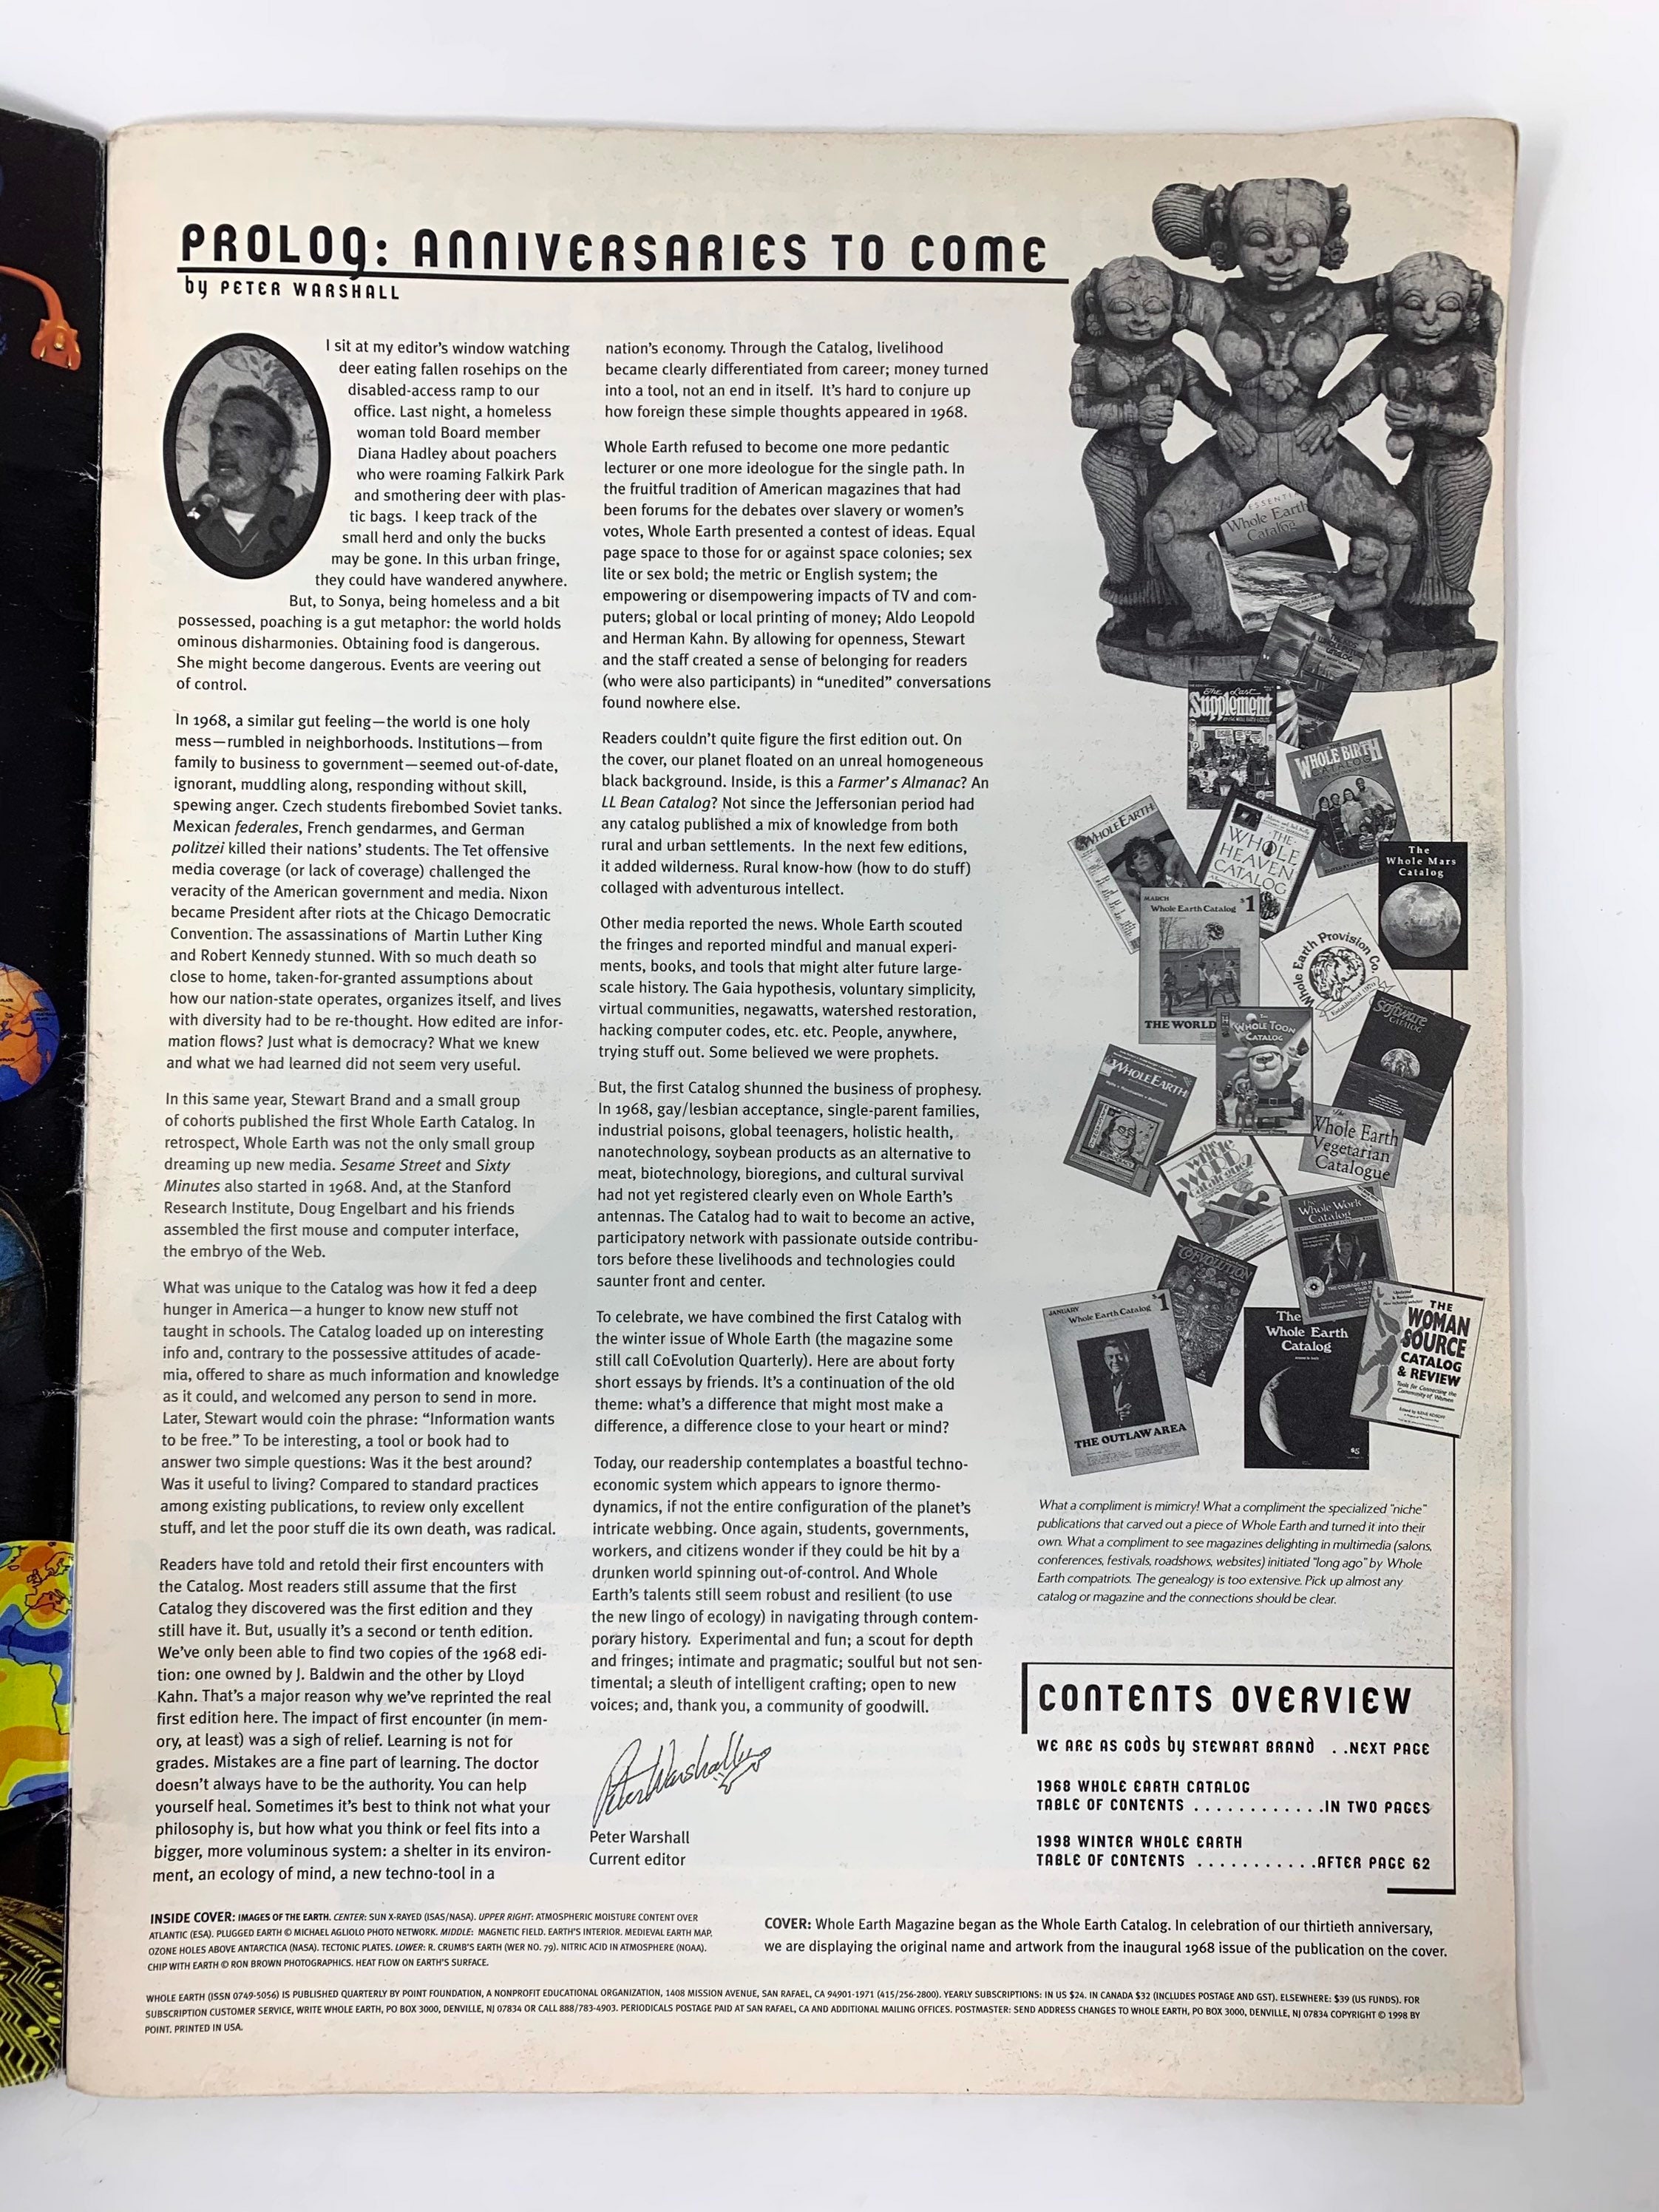 PROLOG: ANNIVERSARIES TO COME
by PETER WARSHALL
I sit at my editor's window watching
deer eating fallen rosehips on the
disabled-access ramp to our
office. Last night, a homeless
woman told Board member
Diana Hadley about poachers
who were roaming Falkirk Park
and smothering deer with plas-
tic bags. I keep track of the
small herd and only the bucks
may be gone. In this urban fringe,
they could have wandered anywhere.
But, to Sonya, being homeless and a bit
possessed, poaching is a gut metaphor: the world holds
ominous disharmonies. Obtaining food is dangerous.
She might become dangerous. Events are veering out
of control.
In 1968, a similar gut feeling—the world is one holy
mess—rumbled in neighborhoods. Institutions—from
family to business to government—seemed out-of-date,
ignorant, muddling along, responding without skill,
spewing anger. Czech students firebombed Soviet tanks.
Mexican federales, French gendarmes, and German
politzei killed their nations' students. The Tet offensive
media coverage (or lack of coverage) challenged the
veracity of the American government and media. Nixon
became President after riots at the Chicago Democratic
Convention. The assassinations of Martin Luther King
and Robert Kennedy stunned. With so much death so
close to home, taken-for-granted assumptions about
how our nation-state operates, organizes itself, and lives
with diversity had to be re-thought. How edited are infor-
mation flows? Just what is democracy? What we knew
and what we had learned did not seem very useful.
In this same year, Stewart Brand and a small group
of cohorts published the first Whole Earth Catalog. In
retrospect, Whole Earth was not the only small group
dreaming up new media. Sesame Street and Sixty
Minutes also started in 1968. And, at the Stanford
Research Institute, Doug Engelbart and his friends
assembled the first mouse and computer interface,
the embryo of the Web.
What was unique to the Catalog was how it fed a deep
hunger in America—a hunger to know new stuff not
taught in schools. The Catalog loaded up on interesting
info and, contrary to the possessive attitudes of acade-
mia, offered to share as much information and knowledge
as it could, and welcomed any person to send in more.
Later, Stewart would coin the phrase: "Information wants
to be free." To be interesting, a tool or book had to
answer two simple questions: Was it the best around?
Was it useful to living? Compared to standard practices
among existing publications, to review only excellent
stuff, and let the poor stuff die its own death, was radical.
Readers have told and retold their first encounters with
the Catalog. Most readers still assume that the first
Catalog they discovered was the first edition and they
still have it. But, usually it's a second or tenth edition.
We've only been able to find two copies of the 1968 edi-
tion: one owned by J. Baldwin and the other by Lloyd
Kahn. That's a major reason why we've reprinted the real
first edition here. The impact of first encounter (in mem-
ory, at least) was a sigh of relief. Learning is not for
grades. Mistakes are a fine part of learning. The doctor
doesn't always have to be the authority. You can help
yourself heal. Sometimes it's best to think not what your
philosophy is, but how what you think or feel fits into a
bigger, more voluminous system: a shelter in its environ-
ment, an ecology of mind, a new techno-tool in a
nation's economy. Through the Catalog, livelihood
became clearly differentiated from career; money turned
into a tool, not an end in itself. It's hard to conjure up
how foreign these simple thoughts appeared in 1968.
Whole Earth refused to become one more pedantic
lecturer or one more ideologue for the single path. In
the fruitful tradition of American magazines that had
been forums for the debates over slavery or women's
votes, Whole Earth presented a contest of ideas. Equal
page space to those for or against space colonies; sex
lite or sex bold; the metric or English system; the
empowering or disempowering impacts of TV and com-
puters; global or local printing of money; Aldo Leopold
and Herman Kahn. By allowing for openness, Stewart
and the staff created a sense of belonging for readers
(who were also participants) in "unedited" conversations
found nowhere else.
Readers couldn't quite figure the first edition out. On
the cover, our planet floated on an unreal homogeneous
black background. Inside, is this a Farmer's Almanac? An
LL Bean Catalog? Not since the Jeffersonian period had
any catalog published a mix of knowledge from both
rural and urban settlements. In the next few editions,
it added wilderness. Rural know-how (how to do stuff)
collaged with adventurous intellect.
Other media reported the news. Whole Earth scouted
the fringes and reported mindful and manual experi-
ments, books, and tools that might alter future large-
scale history. The Gaia hypothesis, voluntary simplicity,
virtual communities, negawatts, watershed restoration,
hacking computer codes, etc. etc. People, anywhere,
trying stuff out. Some believed we were prophets.
But, the first Catalog shunned the business of prophesy.
In 1968, gay/lesbian acceptance, single-parent families,
industrial poisons, global teenagers, holistic health,
nanotechnology, soybean products as an alternative to
meat, biotechnology, bioregions, and cultural survival
had not yet registered clearly even on Whole Earth's
antennas. The Catalog had to wait to become an active,
participatory network with passionate outside contribu-
tors before these livelihoods and technologies could
saunter front and center.
To celebrate, we have combined the first Catalog with
the winter issue of Whole Earth (the magazine some
still call CoEvolution Quarterly). Here are about forty
short essays by friends. It's a continuation of the old
theme: what's a difference that might most make a
difference, a difference close to your heart or mind?
Today, our readership contemplates a boastful techno-
economic system which appears to ignore thermo-
dynamics, if not the entire configuration of the planet's
intricate webbing. Once again, students, governments,
workers, and citizens wonder if they could be hit by a
drunken world spinning out-of-control. And Whole
Earth's talents still seem robust and resilient (to use
the new lingo of ecology) in navigating through contem-
porary history. Experimental and fun; a scout for depth
and fringes; intimate and pragmatic; soulful but not sen-
timental; a sleuth of intelligent crafting; open to new
voices; and, thank you, a community of goodwill.
Peter Warshall
Peter Warshall
Current editor
ESSENTIAL
Whole Earth
Catalog
The Last
Supplement
WHOLE BIRTH
CATALOG
WHOLE EARTH
THE
WHOLE
HEAVEN
CATALOG
The
Whole Mars
Catalog
MARCH
Whole Earth Catalog $1
THE WORLD
Whole Earth Provision Co.
Established 1970
SOFTWARE
CATALOG
WHOLE TOON
CATALOG
WHOLE EARTH
The
Whole Earth
Vegetarian
Catalogue
The
Whole Work
Catalog
COEVOLUTION
JANUARY
Whole Earth Catalog $1
THE OUTLAW AREA
The
Whole Earth
Catalog
$5
THE
WOMAN
SOURCE
CATALOG
& REVIEW
Tools for Connecting the
Community of Women
What a compliment is mimicry! What a compliment the specialized "niche"
publications that carved out a piece of Whole Earth and turned it into their
own. What a compliment to see magazines delighting in multimedia (salons,
conferences, festivals, roadshows, websites) initiated "long ago" by Whole
Earth compatriots. The genealogy is too extensive. Pick up almost any
catalog or magazine and the connections should be clear.
CONTENTS OVERVIEW
WE ARE AS GODS by STEWART BRAND . .NEXT PAGE
1968 WHOLE EARTH CATALOG
TABLE OF CONTENTS . . . . . . . . . . . .IN TWO PAGES
1998 WINTER WHOLE EARTH
TABLE OF CONTENTS . . . . . . . . . . .AFTER PAGE 62
INSIDE COVER: IMAGES OF THE EARTH. CENTER: SUN X-RAYED (ISAS/NASA). UPPER RIGHT: ATMOSPHERIC MOISTURE CONTENT OVER
ATLANTIC (ESA). PLUGGED EARTH © MICHAEL AGLIOLO PHOTO NETWORK. MIDDLE: MAGNETIC FIELD. EARTH'S INTERIOR. MEDIEVAL EARTH MAP.
OZONE HOLES ABOVE ANTARCTICA (NASA). TECTONIC PLATES. LOWER: R. CRUMB'S EARTH (WER NO. 79). NITRIC ACID IN ATMOSPHERE (NOAA).
CHIP WITH EARTH © RON BROWN PHOTOGRAPHICS. HEAT FLOW ON EARTH'S SURFACE.
COVER: Whole Earth Magazine began as the Whole Earth Catalog. In celebration of our thirtieth anniversary,
we are displaying the original name and artwork from the inaugural 1968 issue of the publication on the cover.
WHOLE EARTH (ISSN 0749-5056) IS PUBLISHED QUARTERLY BY POINT FOUNDATION, A NONPROFIT EDUCATIONAL ORGANIZATION, 1408 MISSION AVENUE, SAN RAFAEL, CA 94901-1971 (415/256-2800). YEARLY SUBSCRIPTIONS: IN US $24. IN CANADA $32 (INCLUDES POSTAGE AND GST). ELSEWHERE: $39 (US FUNDS). FOR
SUBSCRIPTION CUSTOMER SERVICE, WRITE WHOLE EARTH, PO BOX 3000, DENVILLE, NJ 07834 OR CALL 888/783-4903. PERIODICALS POSTAGE PAID AT SAN RAFAEL, CA AND ADDITIONAL MAILING OFFICES. POSTMASTER: SEND ADDRESS CHANGES TO WHOLE EARTH, PO BOX 3000, DENVILLE, NJ 07834 COPYRIGHT © 1998 BY
POINT. PRINTED IN USA.